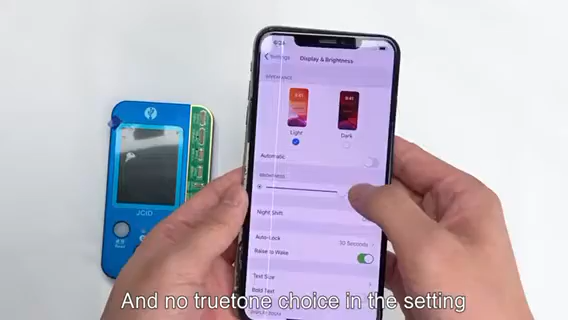 Settings
Display & Brightness
Light
Dark
Automatic
BRIGHTNESS
Night Shift
Auto-Lock
30 Seconds
Raise to Wake
Text Size
Bold Text
JCID
And no truetone choice in the setting